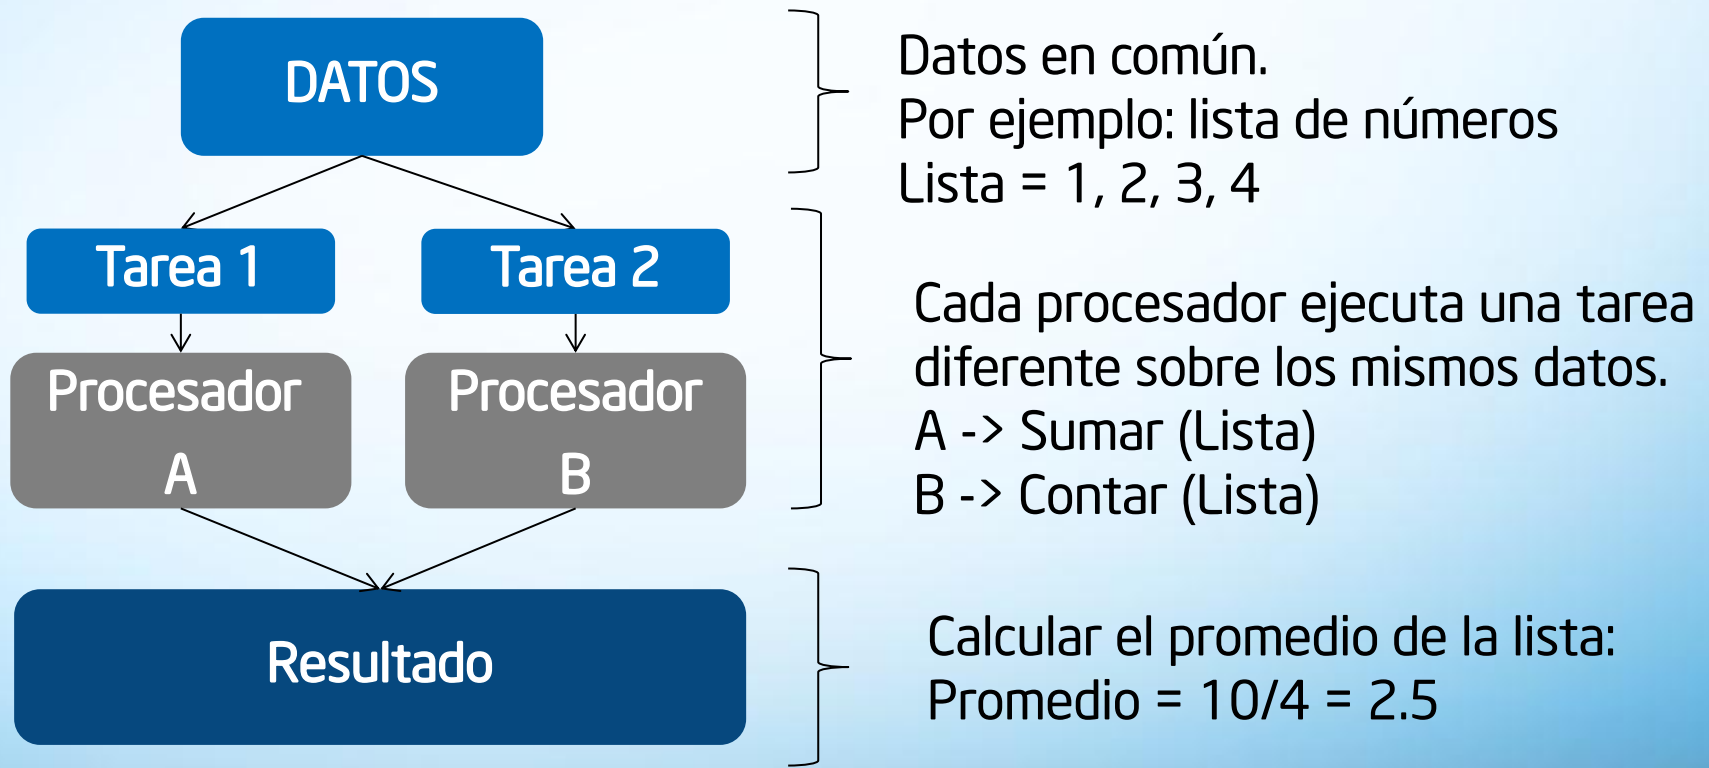 DATOS
Datos en común.
Por ejemplo: lista de números
Lista = 1, 2, 3, 4
Tarea 1
Tarea 2
Procesador
A
Procesador
B
Cada procesador ejecuta una tarea
diferente sobre los mismos datos.
A -> Sumar (Lista)
B -> Contar (Lista)
Resultado
Calcular el promedio de la lista:
Promedio = 10/4 = 2.5